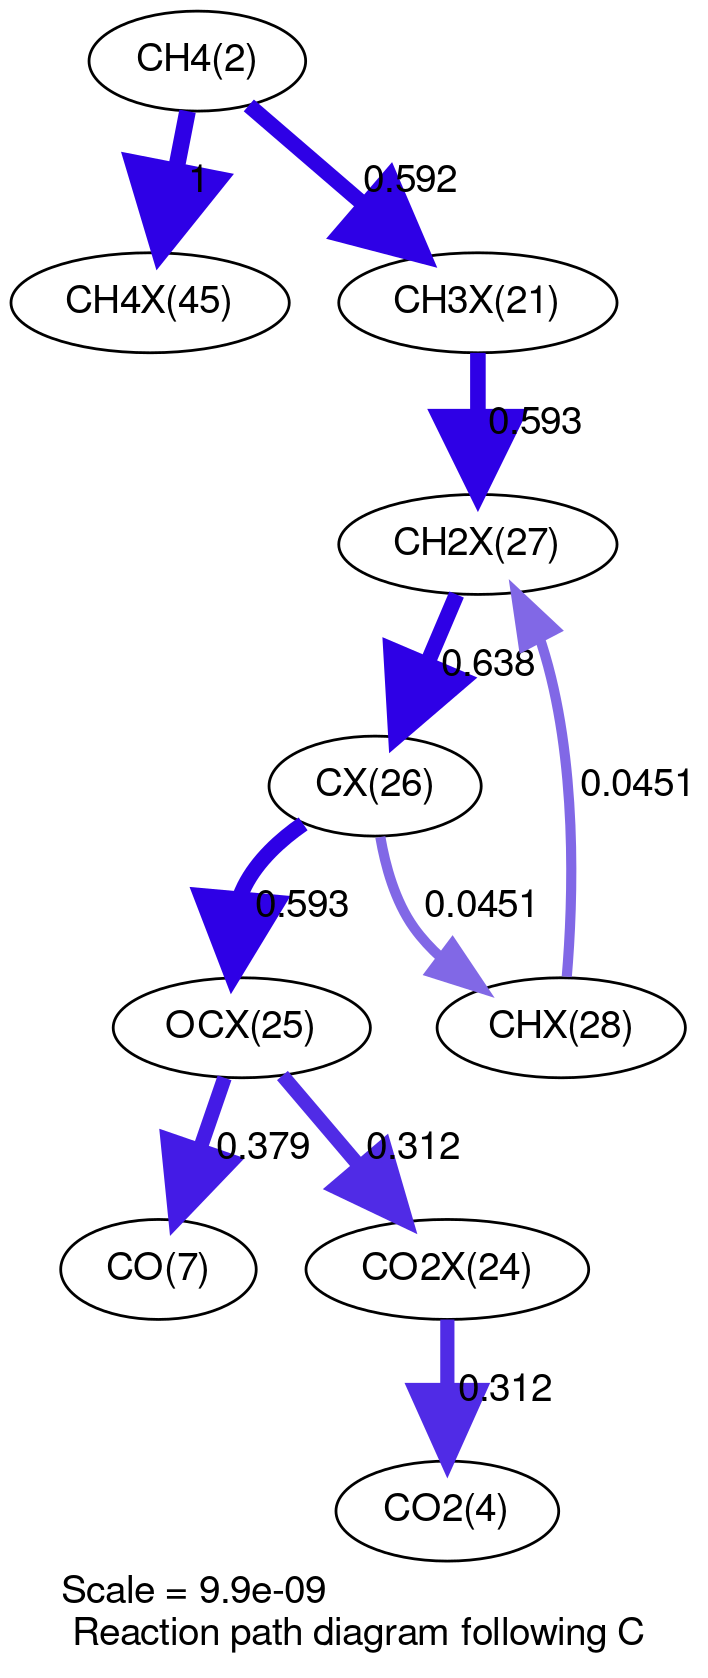 CH4(2)
1
0.592
CH4X(45)
CH3X(21)
0.593
CH2X(27)
0.638
CX(26)
0.0451
0.593
0.0451
OCX(25)
CHX(28)
0.379
0.312
CO(7)
CO2X(24)
0.312
CO2(4)
Scale = 9.9e-09
Reaction path diagram following C